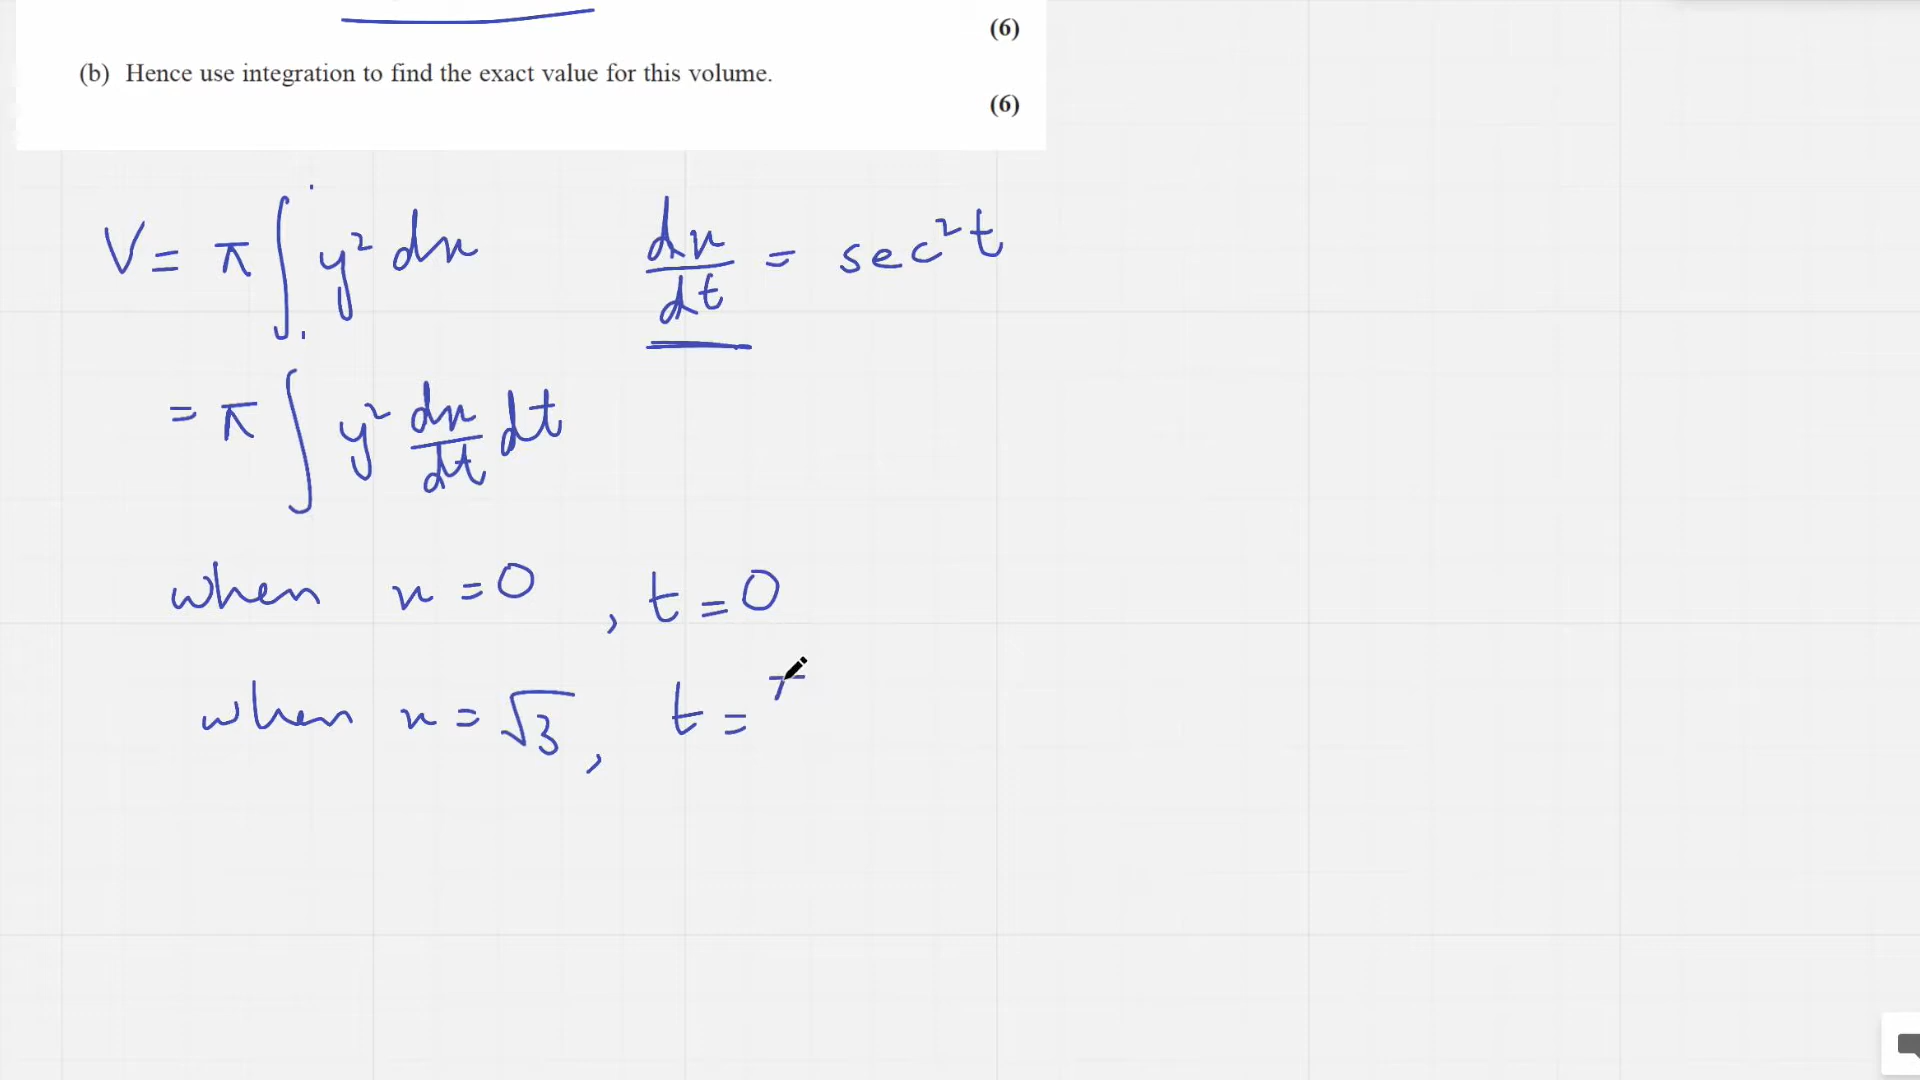 (6)
(b) Hence use integration to find the exact value for this volume.
(6)
V = π ∫ y² dx    dx/dt = sec²t
= π ∫ y² dx/dt dt
when x = 0 , t = 0
when x = √3 , t =